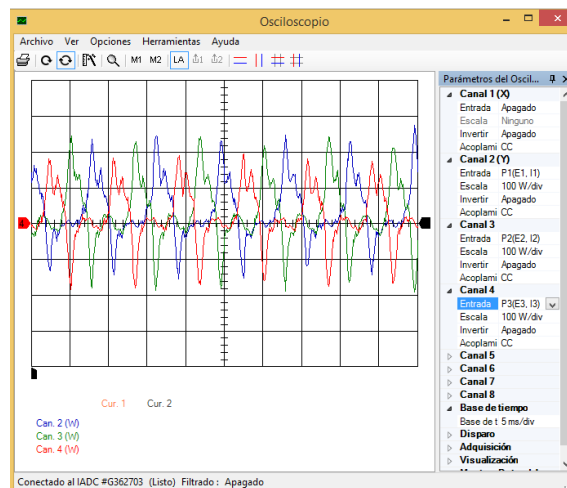 Osciloscopio
Archivo Ver Opciones Herramientas Ayuda
M1 M2 LA 1 2
Parámetros del Oscil...
Canal 1 (X)
Entrada Apagado
Escala Ninguno
Invertir Apagado
Acoplami CC
Canal 2 (Y)
Entrada P1(E1, I1)
Escala 100 W/div
Invertir Apagado
Acoplami CC
Canal 3
Entrada P2(E2, I2)
Escala 100 W/div
Invertir Apagado
Acoplami CC
Canal 4
Entrada P3(E3, I3)
Escala 100 W/div
Invertir Apagado
Acoplami CC
Canal 5
Canal 6
Canal 7
Canal 8
Base de tiempo
Base de t 5 ms/div
Disparo
Adquisición
Visualización
4
Cur. 1 Cur. 2
Can. 2 (W)
Can. 3 (W)
Can. 4 (W)
Conectado al IADC #G362703 (Listo) Filtrado : Apagado